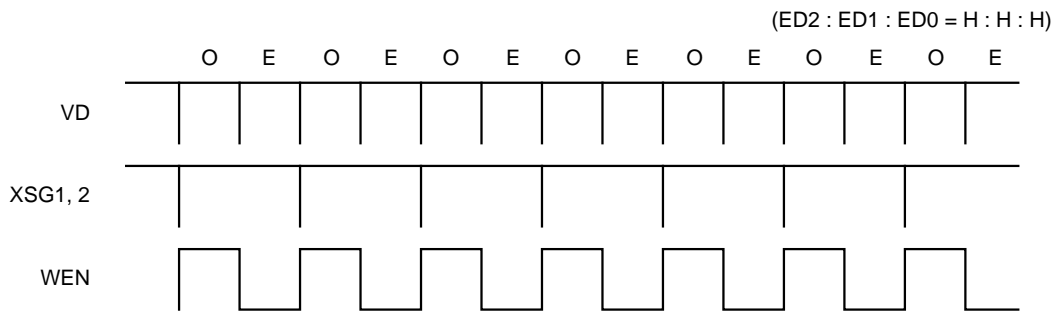 (ED2 : ED1 : ED0 = H : H : H)
O E O E O E O E O E O E O E
VD
XSG1, 2
WEN